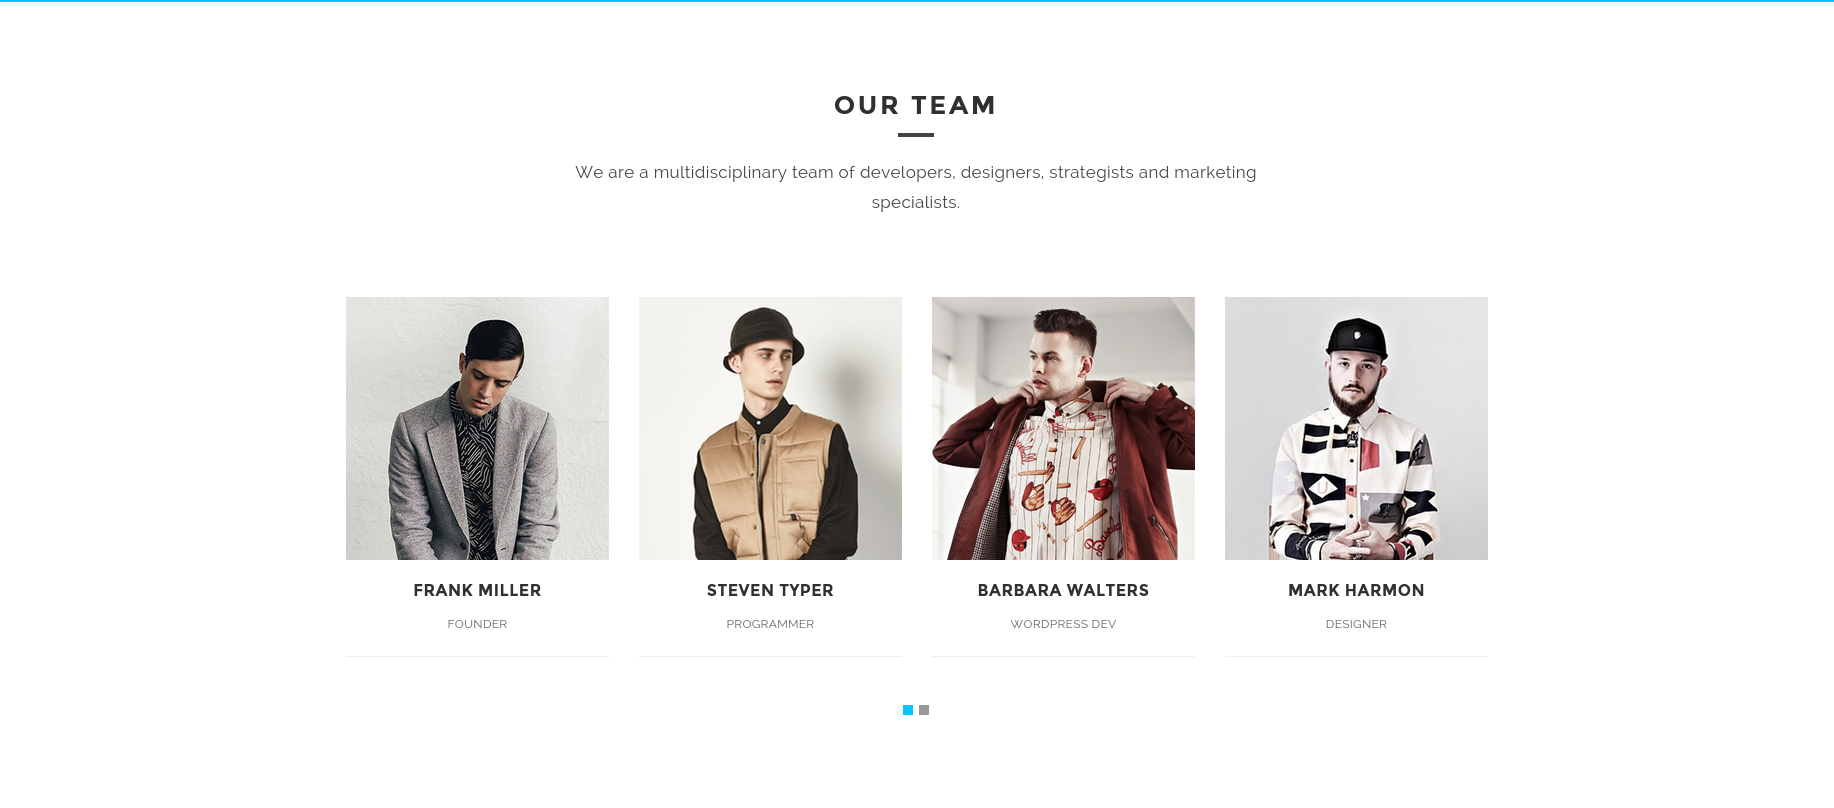 OUR TEAM
We are a multidisciplinary team of developers, designers, strategists and marketing
specialists.
FRANK MILLER
FOUNDER
STEVEN TYPER
PROGRAMMER
BARBARA WALTERS
WORDPRESS DEV
MARK HARMON
DESIGNER